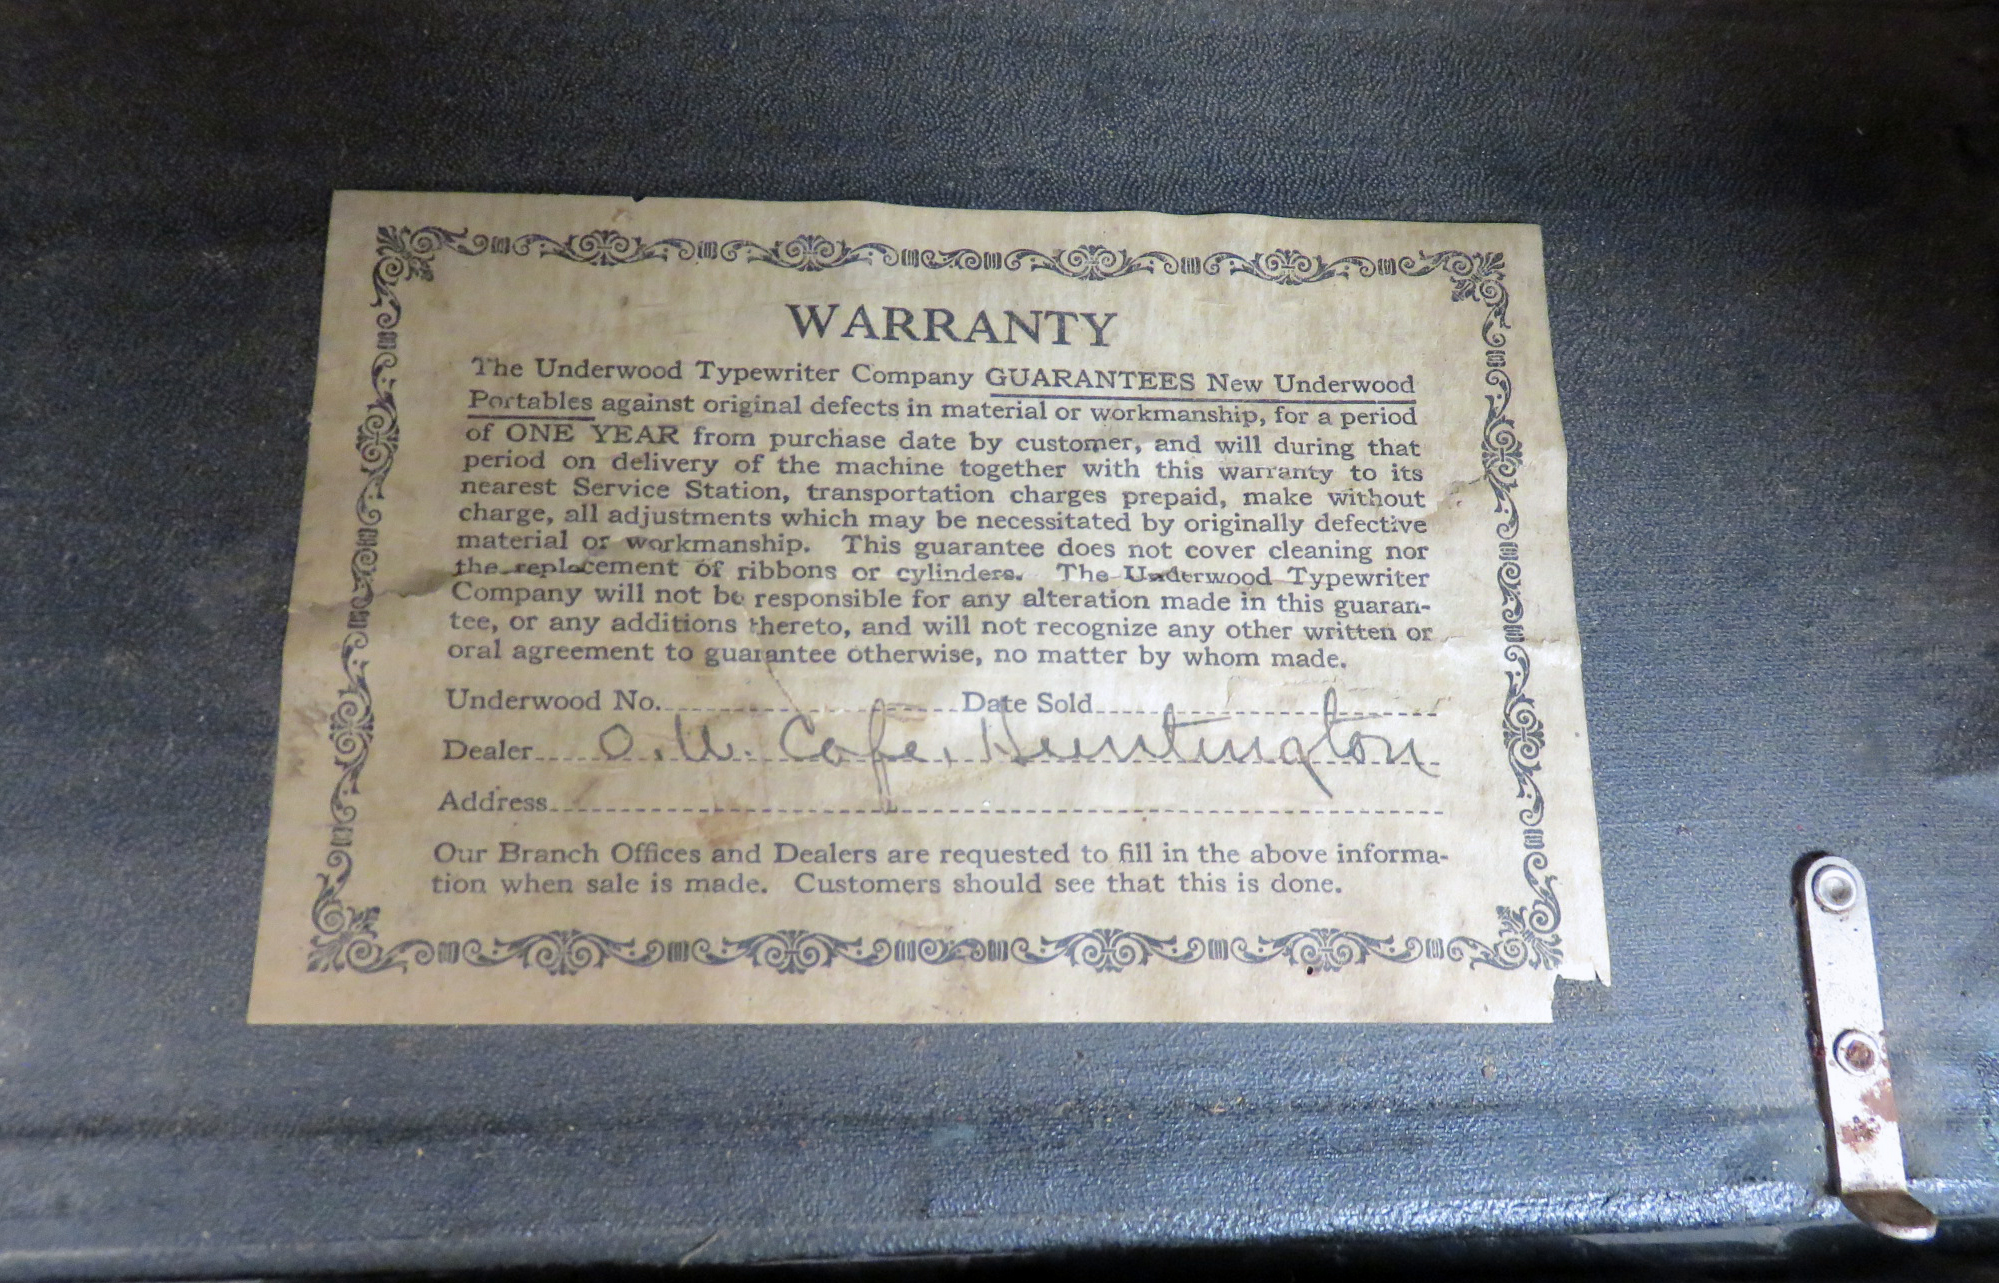 WARRANTY
The Underwood Typewriter Company GUARANTEES New Underwood
Portables against original defects in material or workmanship, for a period
of ONE YEAR from purchase date by customer, and will during that
period on delivery of the machine together with this warranty to its
nearest Service Station, transportation charges prepaid, make without
charge, all adjustments which may be necessitated by originally defective
material or workmanship. This guarantee does not cover cleaning nor
the replacement of ribbons or cylinders. The Underwood Typewriter
Company will not be responsible for any alteration made in this guaran-
tee, or any additions thereto, and will not recognize any other written or
oral agreement to guarantee otherwise, no matter by whom made.
Underwood No. Date Sold
Dealer Huntington
Address
Our Branch Offices and Dealers are requested to fill in the above informa-
tion when sale is made. Customers should see that this is done.